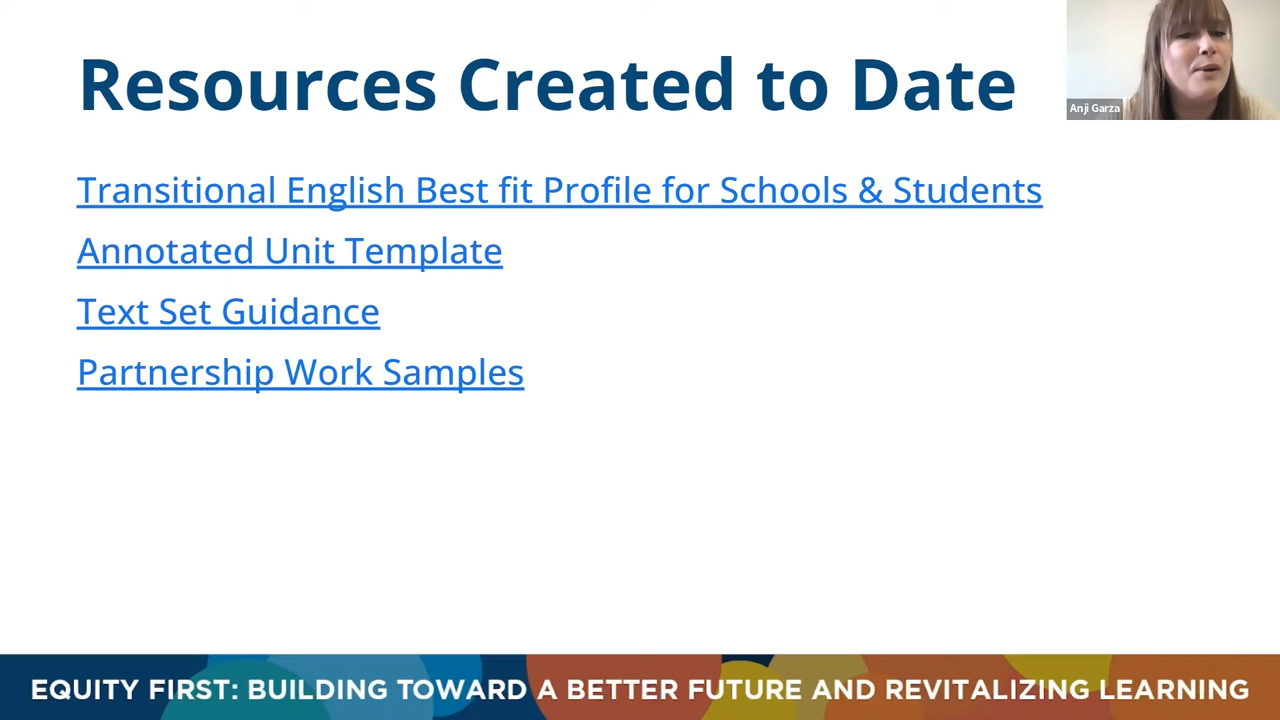 Resources Created to Date
Anji Garza
Transitional English Best fit Profile for Schools & Students
Annotated Unit Template
Text Set Guidance
Partnership Work Samples
EQUITY FIRST: BUILDING TOWARD A BETTER FUTURE AND REVITALIZING LEARNING